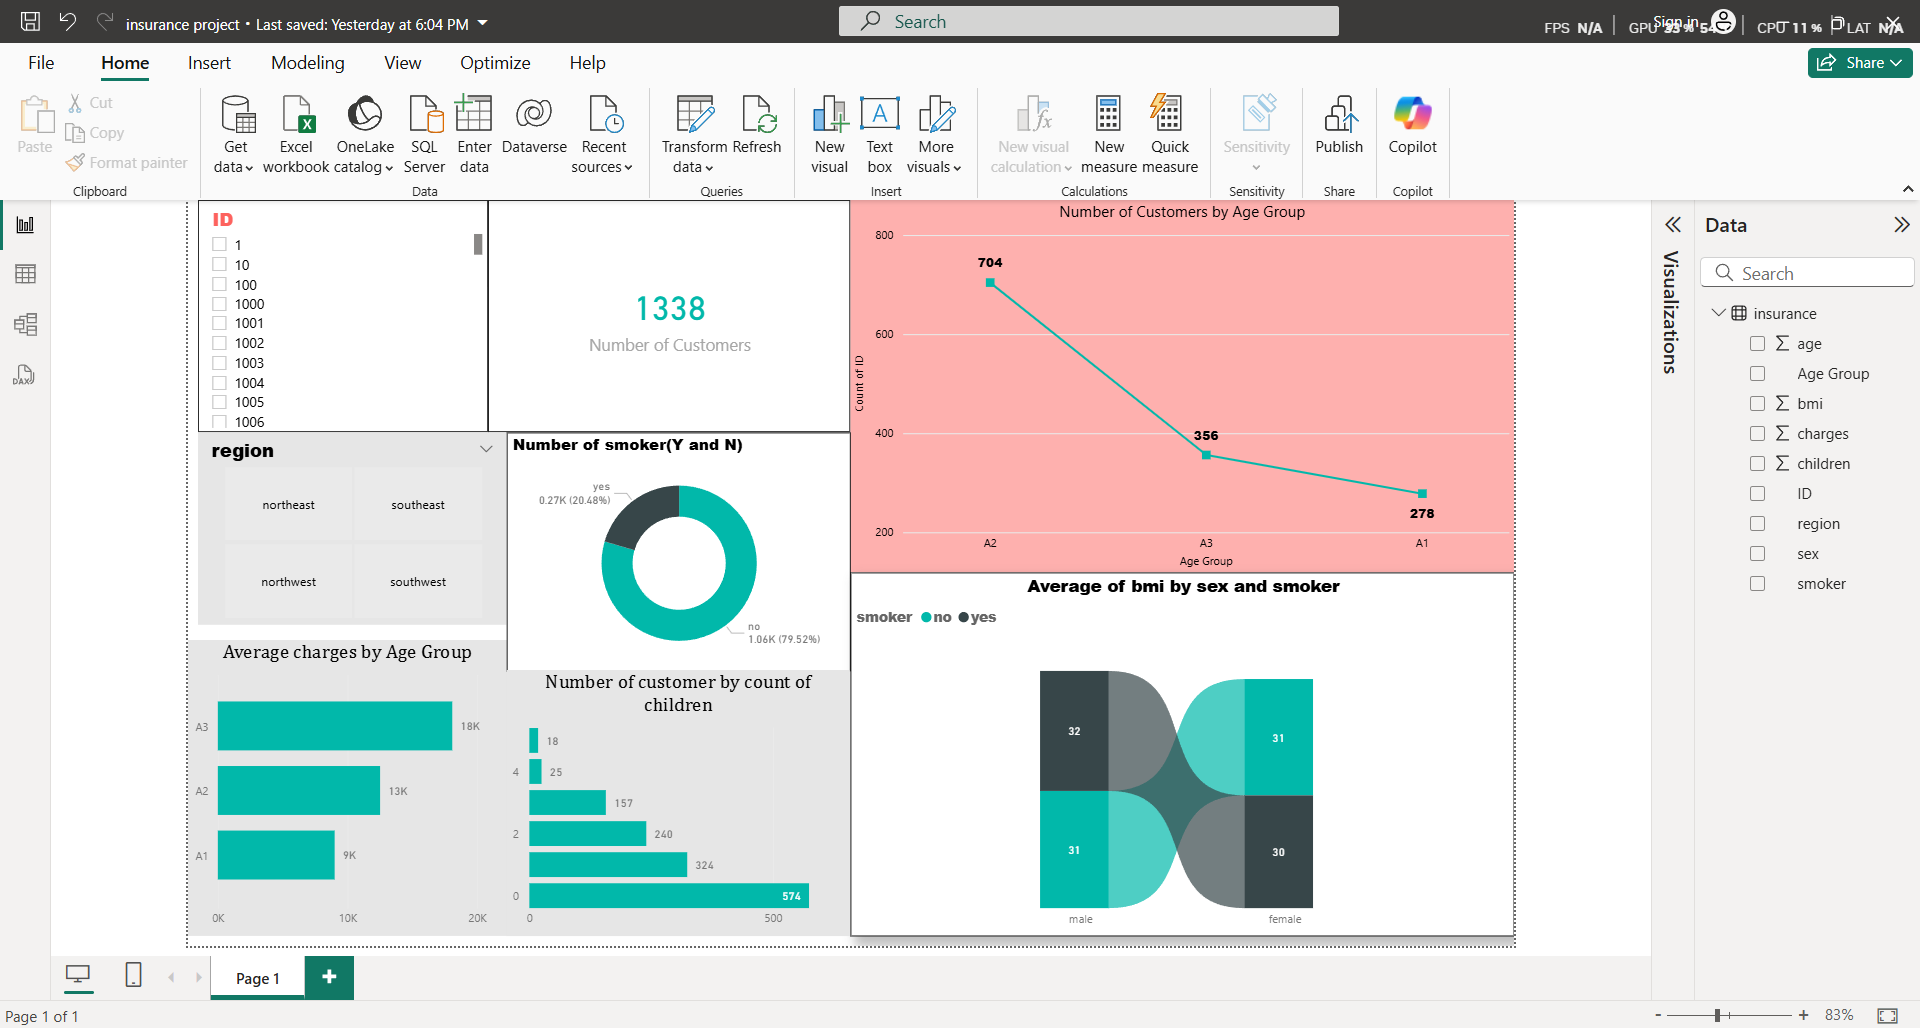 insurance project • Last saved: Yesterday at 6:04 PM
Search
Sign in
FPS N/A
GPU 33 % 54
CPU 11 %
LAT N/A
File
Home
Insert
Modeling
View
Optimize
Help
Share
Paste
Cut
Copy
Format painter
Clipboard
Get data
Excel workbook
OneLake catalog
SQL Server
Enter data
Dataverse
Recent sources
Data
Transform data
Refresh
Queries
New visual
Text box
More visuals
Insert
New visual calculation
New measure
Quick measure
Calculations
Sensitivity
Sensitivity
Publish
Share
Copilot
Copilot
DAX
ID
1
10
100
1000
1001
1002
1003
1004
1005
1006
1338
Number of Customers
Number of Customers by Age Group
Count of ID
800
600
400
200
704
356
278
A2
A3
A1
Age Group
region
northeast
southeast
northwest
southwest
Number of smoker(Y and N)
yes
0.27K (20.48%)
no
1.06K (79.52%)
Average of bmi by sex and smoker
smoker no yes
32
31
31
30
male
female
Average charges by Age Group
A3
18K
A2
13K
A1
9K
0K
10K
20K
Number of customer by count of
children
18
4
25
157
2
240
324
0
574
0
500
Visualizations
Data
Search
insurance
age
Age Group
bmi
charges
children
ID
region
sex
smoker
Page 1
Page 1 of 1
83%